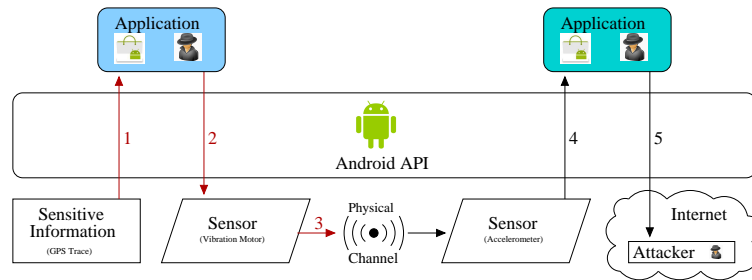 Application
Application
1
2
4
5
Android API
Sensitive
Information
(GPS Trace)
Sensor
(Vibration Motor)
3
Physical
Channel
Sensor
(Accelerometer)
Internet
Attacker